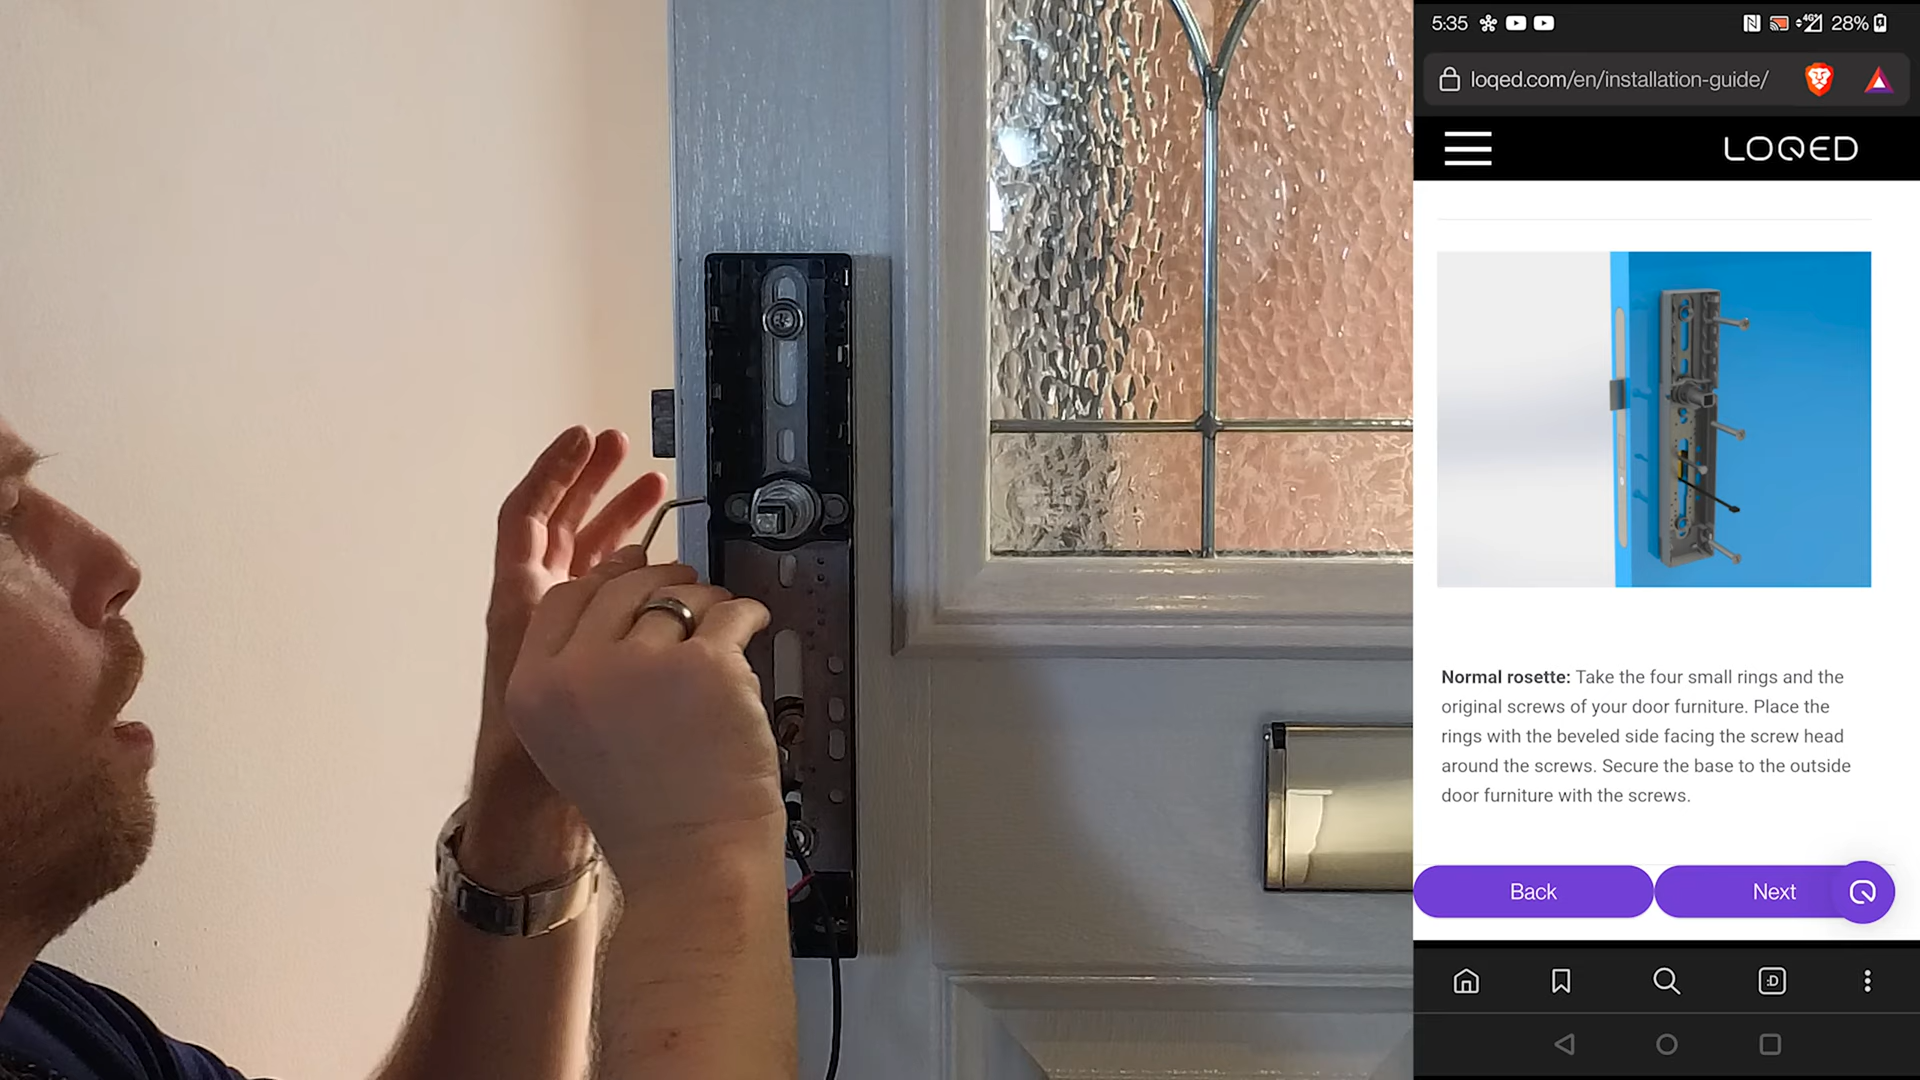 5:35
4G
28%
loqed.com/en/installation-guide/
LOQED
Normal rosette: Take the four small rings and the
original screws of your door furniture. Place the
rings with the beveled side facing the screw head
around the screws. Secure the base to the outside
door furniture with the screws.
Back
Next
:D